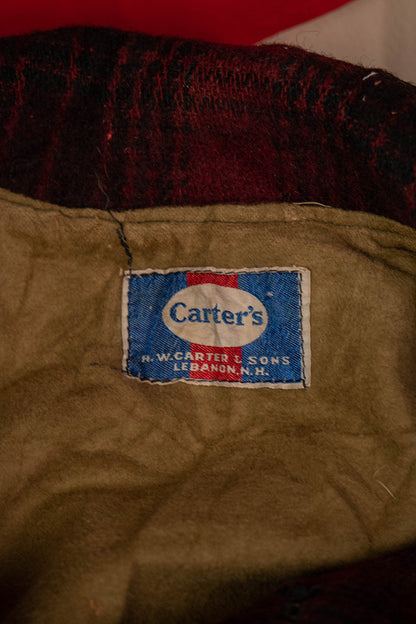 Carter's
H.W.CARTER & SONS
LEBANON, N.H.